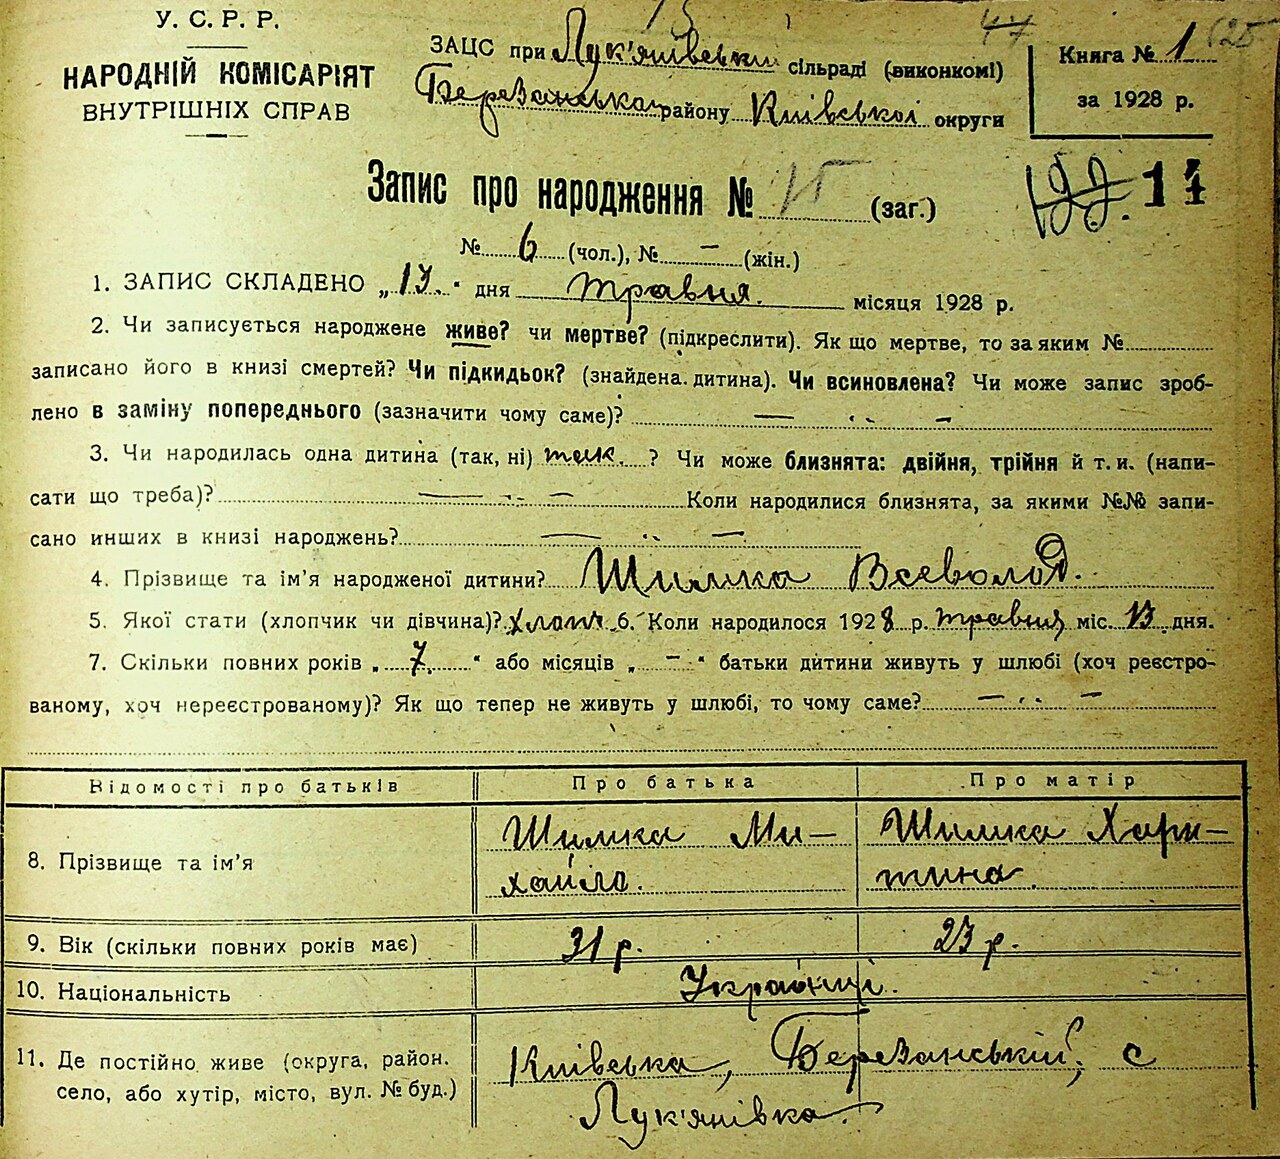 У. С. Р. Р.
НАРОДНІЙ КОМІСАРІЯТ
ВНУТРІШНІХ СПРАВ
ЗАЦС при Лук'янівській сільраді (виконкомі)
Березанського району Київської округи
Книга № 1
за 1928 р.
Запис про народження № 15 (заг.)
14
№ 6 (чол.), № — (жін.)
1. ЗАПИС СКЛАДЕНО „17." дня травня. місяця 1928 р.
2. Чи записується народжене живе? чи мертве? (підкреслити). Як що мертве, то за яким №
записано його в книзі смертей? Чи підкидьок? (знайдена дитина). Чи всиновлена? Чи може запис зроб-
лено в заміну попереднього (зазначити чому саме)? — " —
3. Чи народилась одна дитина (так, ні) так. ? Чи може близнята: двійня, трійня й т. и. (напи-
сати що треба)? — " — Коли народилися близнята, за якими №№ запи-
сано инших в книзі народжень? — " —
4. Прізвище та ім'я народженої дитини? Шимка Всеволод.
5. Якої стати (хлопчик чи дівчина)? хлопч. 6. Коли народилося 1928 р. травня міс. 13 дня.
7. Скільки повних років „7" або місяців „—" батьки дитини живуть у шлюбі (хоч реєстро-
ваному, хоч нереєстрованому)? Як що тепер не живуть у шлюбі, то чому саме? — " —
Відомості про батьків Про батька Про матір
8. Прізвище та ім'я
Шимка Ми-
хайло.
Шимка Хари-
тина.
9. Вік (скільки повних років має) 31 р. 23 р.
10. Національність Українці.
11. Де постійно живе (округа, район.
село, або хутір, місто, вул. № буд.)
Київська, Березанський, с
Лук'янівка.